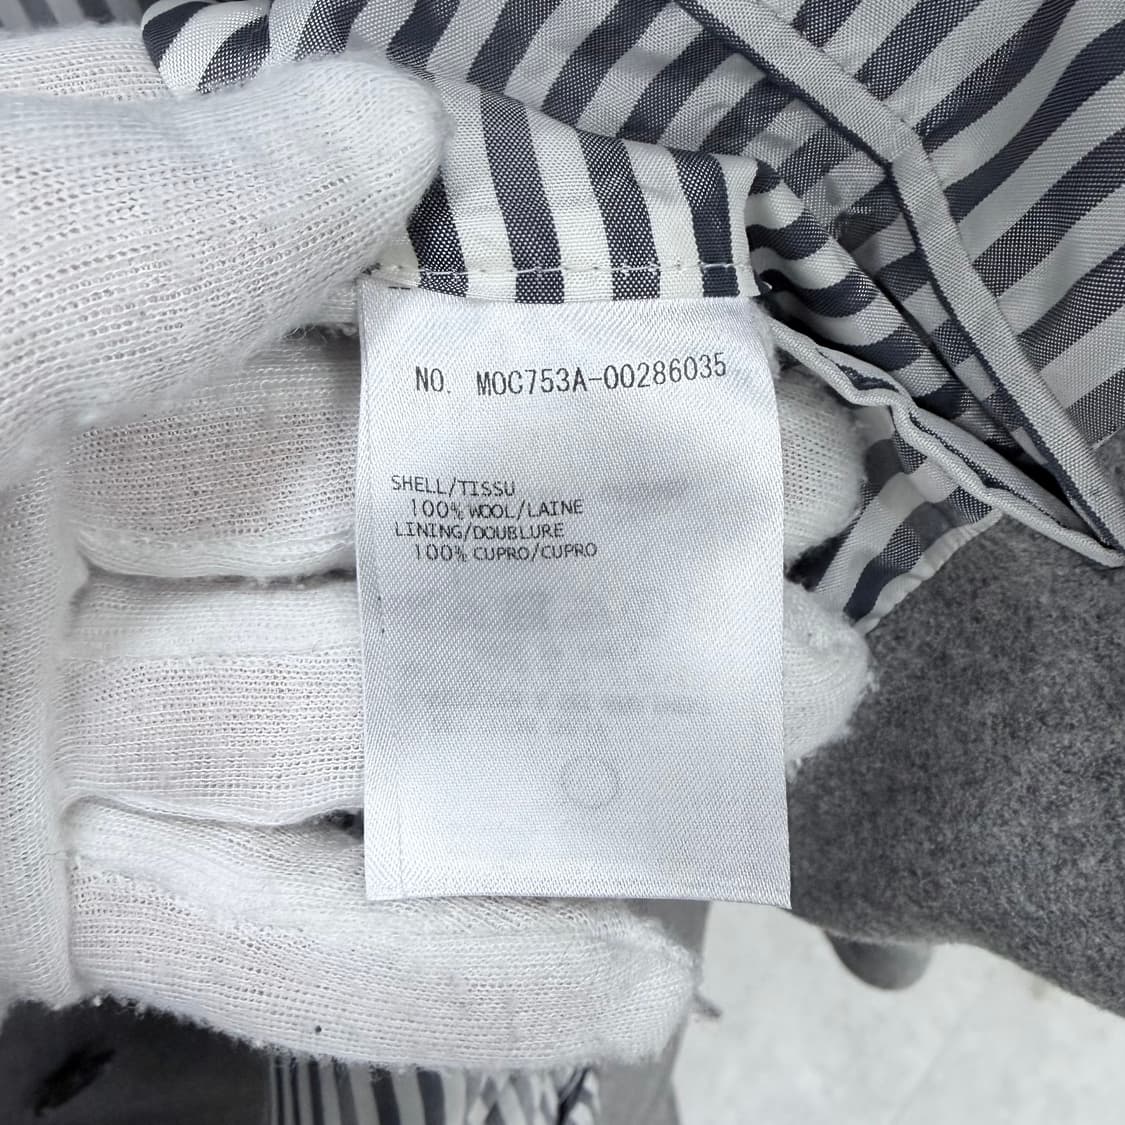 NO. MOC753A-00286035
SHELL/TISSU
100% WOOL/LAINE
LINING/DOUBLURE
100% CUPRO/CUPRO